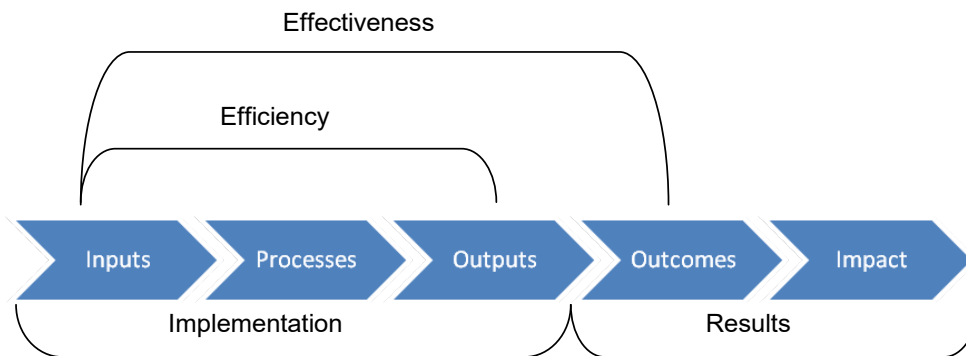 Effectiveness
Efficiency
Inputs Processes Outputs Outcomes Impact
Implementation Results